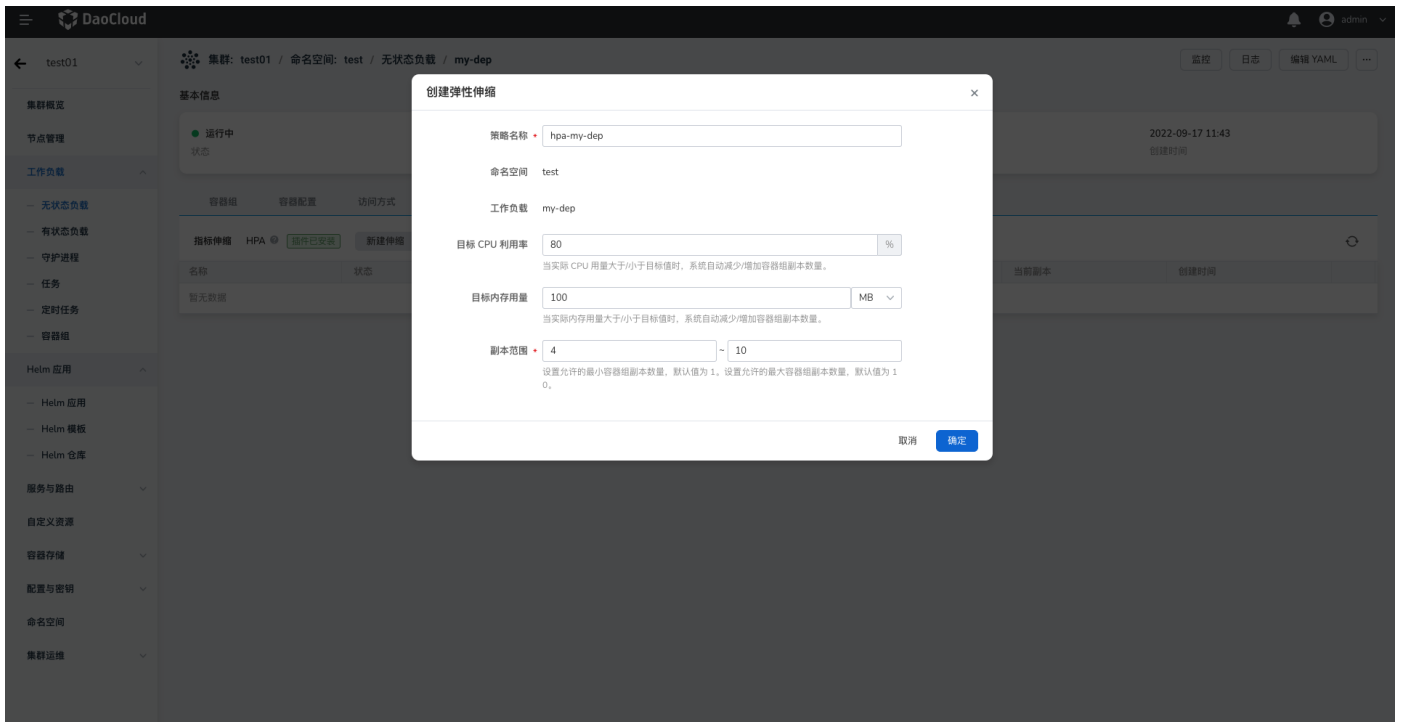 DaoCloud
admin
test01
集群: test01 / 命名空间: test / 无状态负载 / my-dep
监控
日志
编辑 YAML
集群概览
节点管理
工作负载
无状态负载
有状态负载
守护进程
任务
定时任务
容器组
Helm 应用
Helm 应用
Helm 模板
Helm 仓库
服务与路由
自定义资源
容器存储
配置与密钥
命名空间
集群运维
基本信息
运行中
状态
2022-09-17 11:43
创建时间
容器组
容器配置
访问方式
指标伸缩 HPA 插件已安装 新建伸缩
名称
状态
当前副本
创建时间
暂无数据
创建弹性伸缩
策略名称 * hpa-my-dep
命名空间 test
工作负载 my-dep
目标 CPU 利用率 80 %
当实际 CPU 用量大于/小于目标值时，系统自动减少/增加容器组副本数量。
目标内存用量 100 MB
当实际内存用量大于/小于目标值时，系统自动减少/增加容器组副本数量。
副本范围 * 4 ~ 10
设置允许的最小容器组副本数量，默认值为 1。设置允许的最大容器组副本数量，默认值为 1
0。
取消
确定